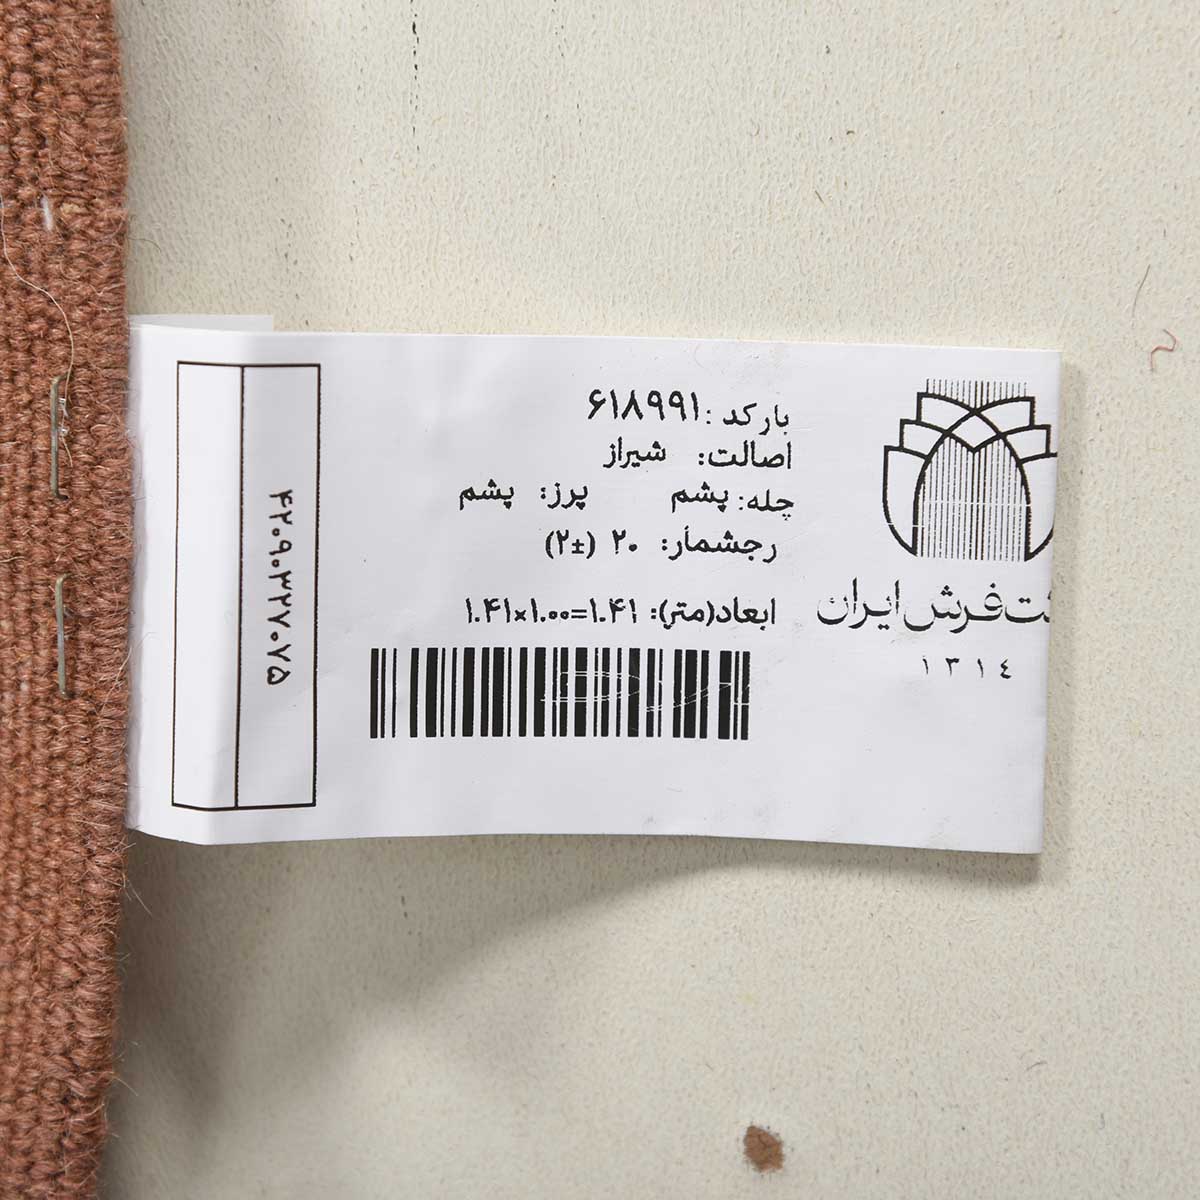 بارکد: ۶۱۸۹۹۱
اصالت: شیراز
چله: پشم پرز: پشم
رجشمار: ۲۰ (±۲)
ابعاد(متر): ۱.۴۱×۱.۰۰=۱.۴۱
فرش ایران
۱۳۱۴
۴۲۰۹۰۳۲۷۰۷۵